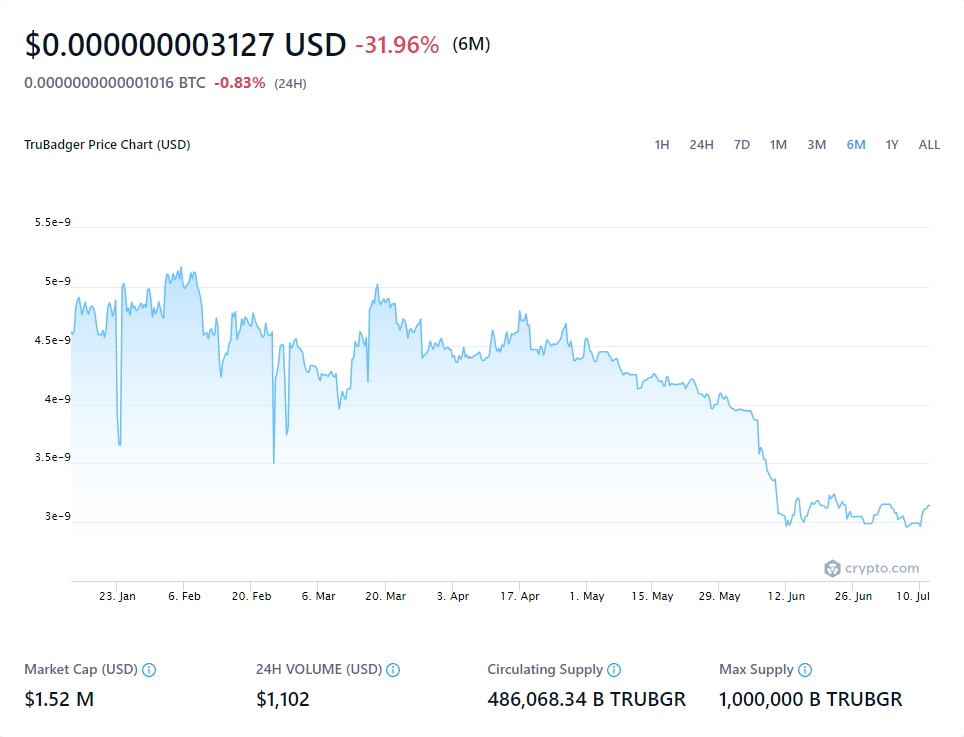 $0.000000003127 USD -31.96% (6M)
0.0000000000001016 BTC -0.83% (24H)
TruBadger Price Chart (USD) 1H 24H 7D 1M 3M 6M 1Y ALL
5.5e-9
5e-9
4.5e-9
4e-9
3.5e-9
3e-9
crypto.com
23. Jan 6. Feb 20. Feb 6. Mar 20. Mar 3. Apr 17. Apr 1. May 15. May 29. May 12. Jun 26. Jun 10. Jul
Market Cap (USD) 24H VOLUME (USD) Circulating Supply Max Supply
$1.52 M $1,102 486,068.34 B TRUBGR 1,000,000 B TRUBGR